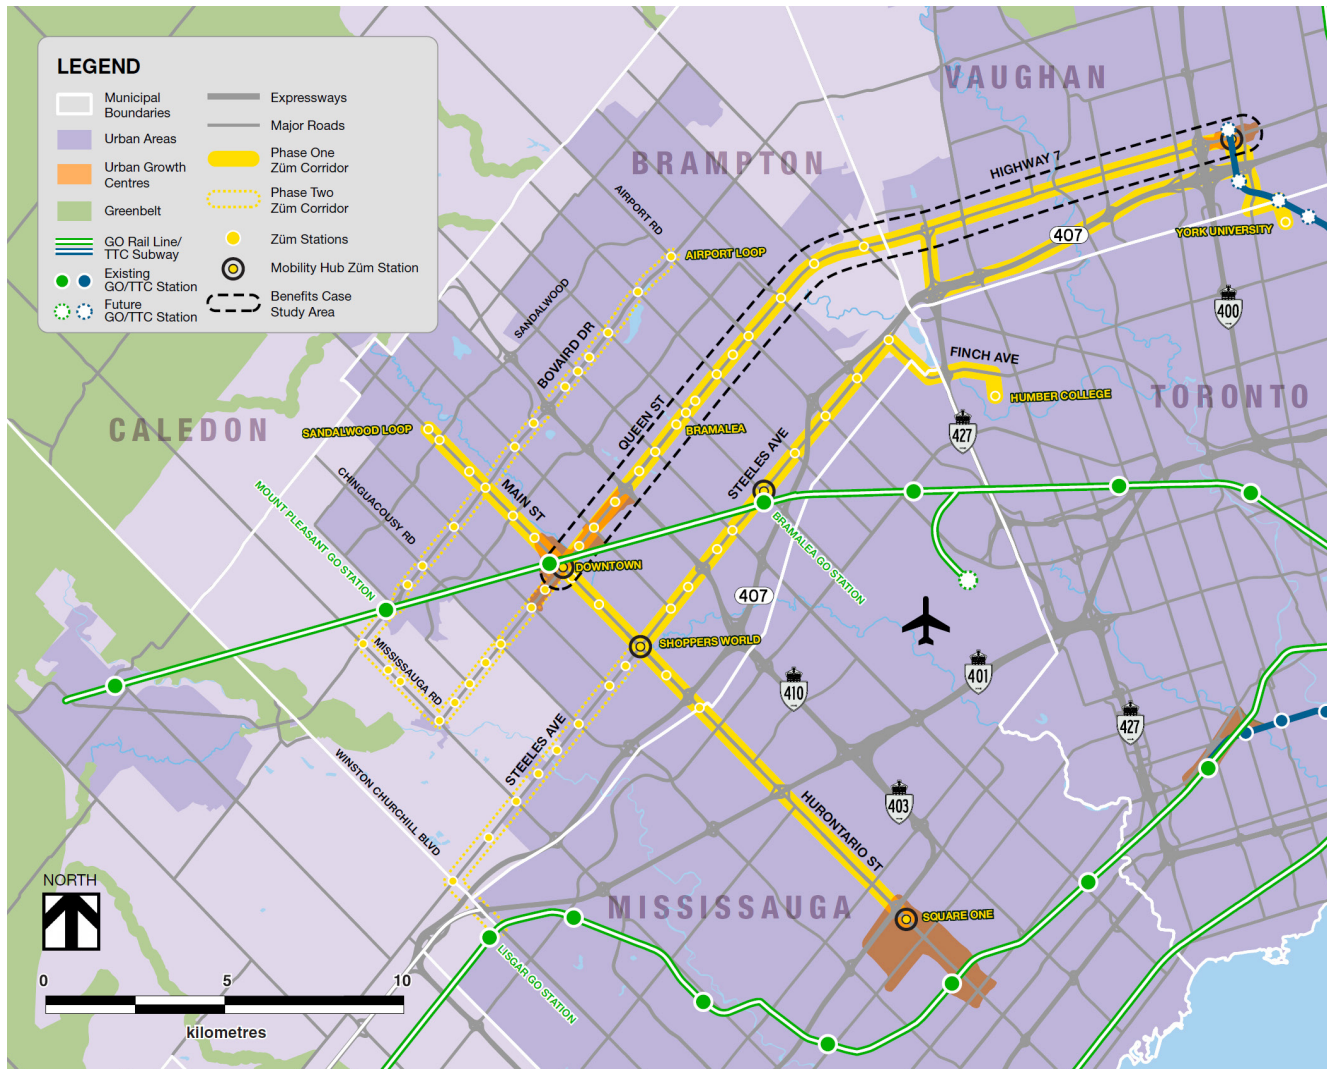 LEGEND
Municipal
Boundaries
Urban Areas
Urban Growth
Centres
Greenbelt
GO Rail Line/
TTC Subway
Existing
GO/TTC Station
Future
GO/TTC Station
Expressways
Major Roads
Phase One
Züm Corridor
Phase Two
Züm Corridor
Züm Stations
Mobility Hub Züm Station
Benefits Case
Study Area
VAUGHAN
BRAMPTON
HIGHWAY 7
AIRPORT RD
407
YORK UNIVERSITY
AIRPORT LOOP
SANDALWOOD
400
BOVAIRD DR
FINCH AVE
HUMBER COLLEGE
TORONTO
CALEDON
SANDALWOOD LOOP
QUEEN ST
BRAMALEA
427
STEELES AVE
CHINGUACOUSY RD
MAIN ST
MOUNT PLEASANT GO STATION
BRAMALEA GO STATION
DOWNTOWN
407
SHOPPERS WORLD
MISSISSAUGA RD
401
410
427
STEELES AVE
WINSTON CHURCHILL BLVD
403
HURONTARIO ST
MISSISSAUGA
SQUARE ONE
LISGAR GO STATION
NORTH
0 5 10
kilometres